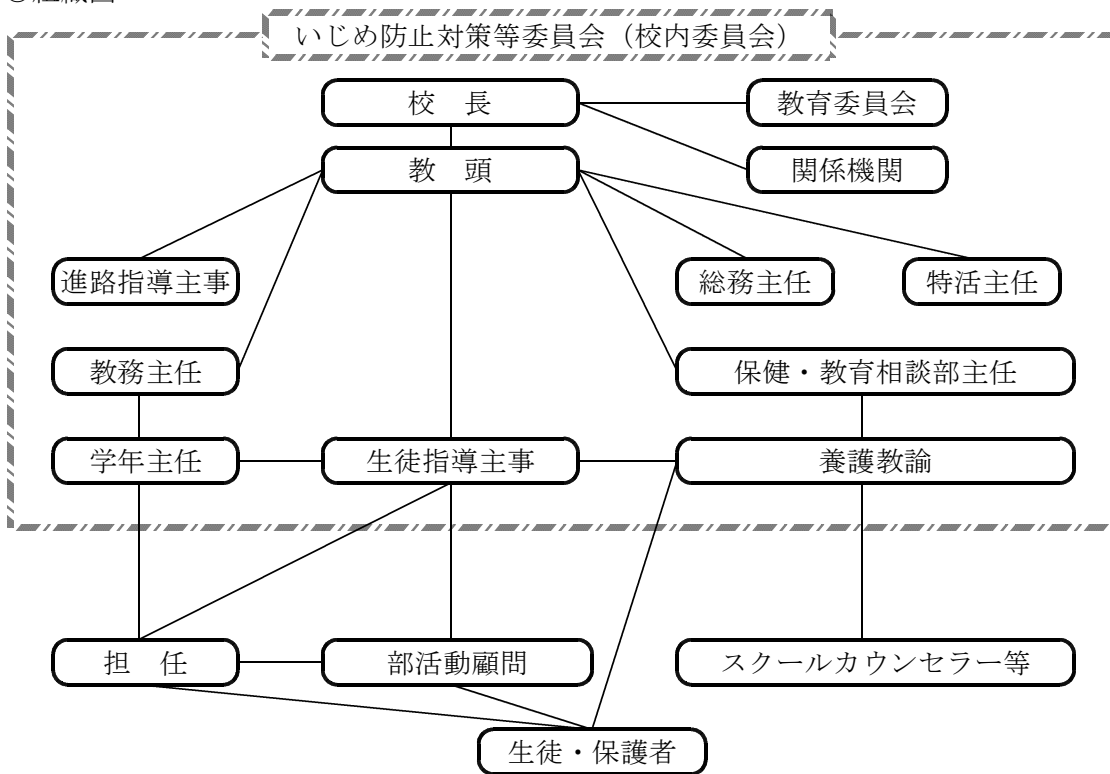 いじめ防止対策等委員会（校内委員会）
校　長
教育委員会
教　頭
関係機関
進路指導主事
総務主任
特活主任
教務主任
保健・教育相談部主任
学年主任
生徒指導主事
養護教諭
担　任
部活動顧問
スクールカウンセラー等
生徒・保護者